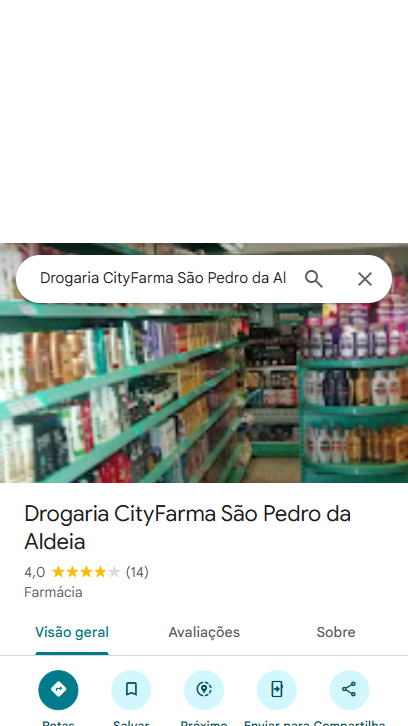 Drogaria CityFarma São Pedro da Al
Drogaria CityFarma São Pedro da
Aldeia
4,0 (14)
Farmácia
Visão geral Avaliações Sobre
Rotas Salvar Próximo Enviar para Compartilha